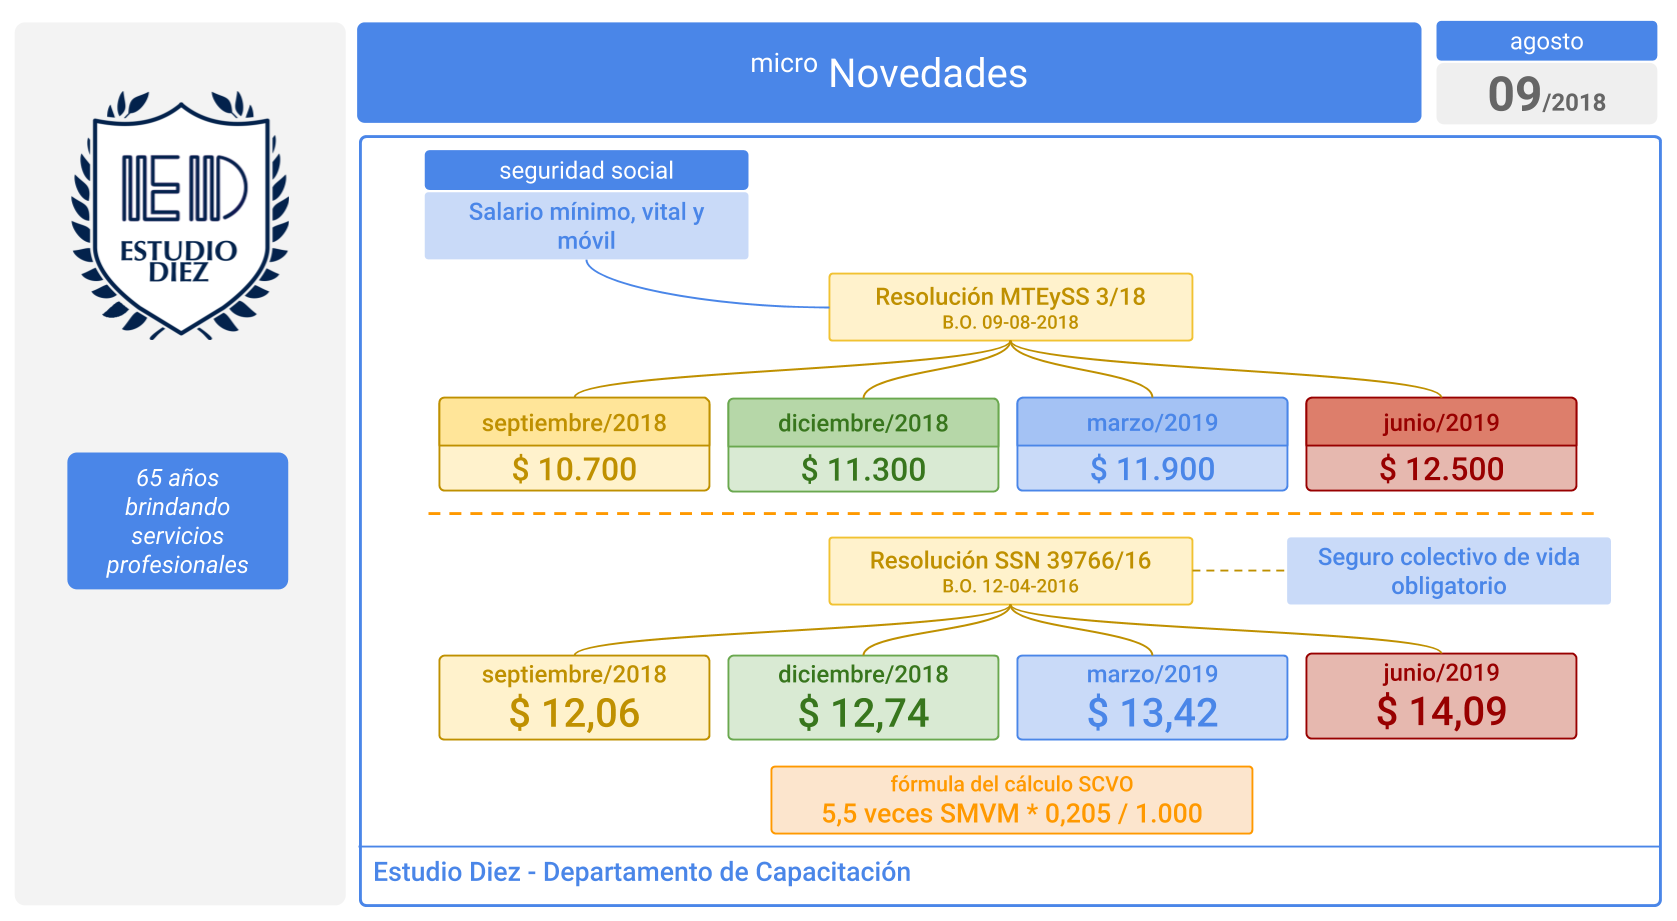 ED
ESTUDIO
DIEZ
65 años
brindando
servicios
profesionales
micro Novedades
agosto
09/2018
seguridad social
Salario mínimo, vital y
móvil
Resolución MTEySS 3/18
B.O. 09-08-2018
septiembre/2018
$ 10.700
diciembre/2018
$ 11.300
marzo/2019
$ 11.900
junio/2019
$ 12.500
Resolución SSN 39766/16
B.O. 12-04-2016
Seguro colectivo de vida
obligatorio
septiembre/2018
$ 12,06
diciembre/2018
$ 12,74
marzo/2019
$ 13,42
junio/2019
$ 14,09
fórmula del cálculo SCVO
5,5 veces SMVM * 0,205 / 1.000
Estudio Diez - Departamento de Capacitación